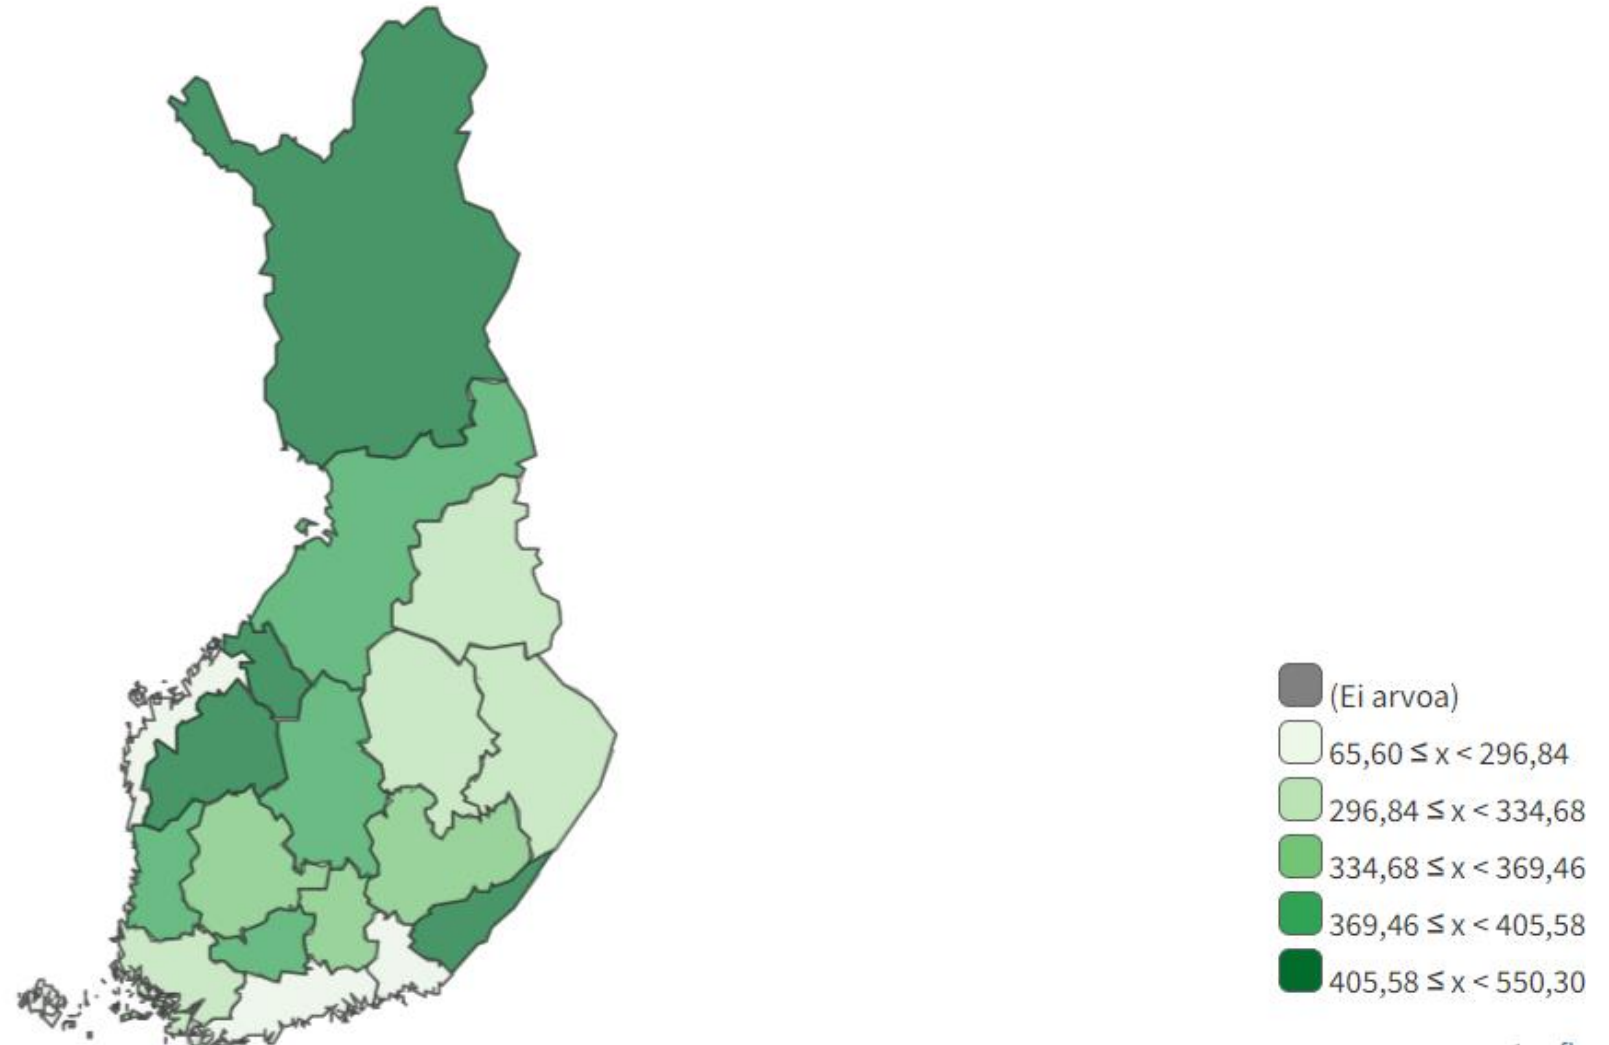 (Ei arvoa)
65,60 ≤ x < 296,84
296,84 ≤ x < 334,68
334,68 ≤ x < 369,46
369,46 ≤ x < 405,58
405,58 ≤ x < 550,30